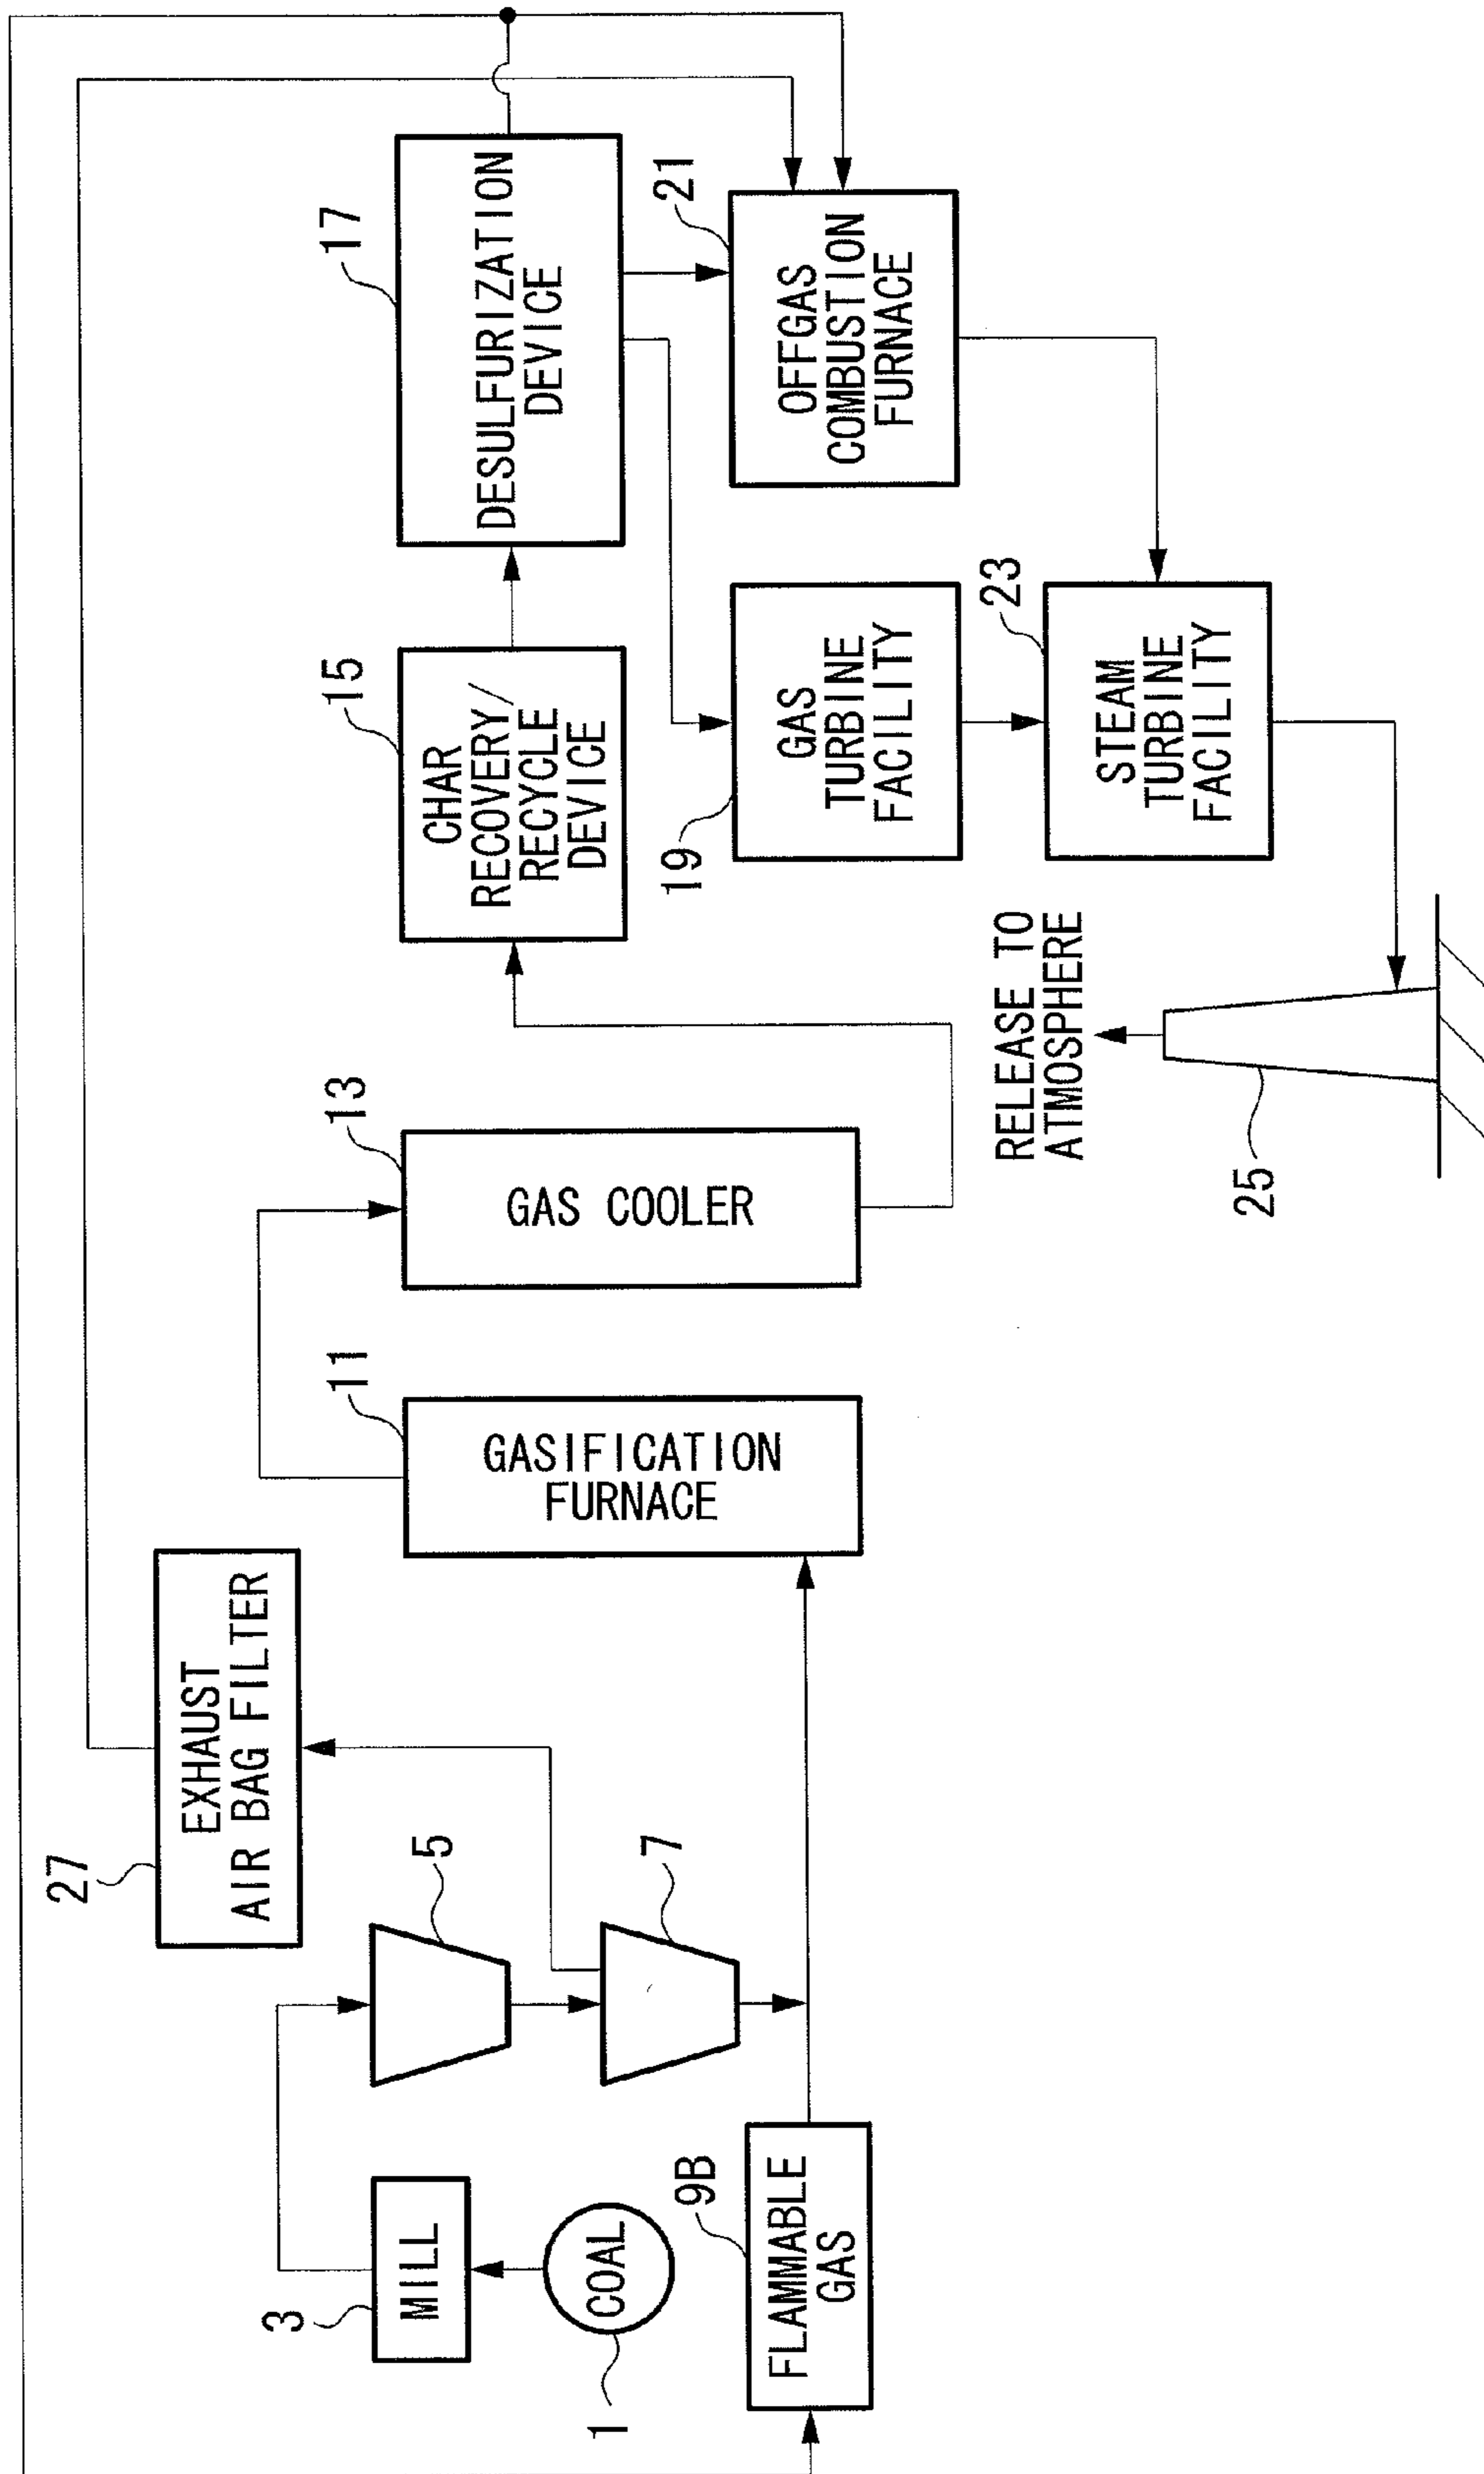 27
EXHAUST
AIR BAG FILTER
3
MILL
5
1
COAL
7
9B
FLAMMABLE
GAS
11
GASIFICATION
FURNACE
13
GAS COOLER
15
CHAR
RECOVERY/
RECYCLE
DEVICE
17
DESULFURIZATION
DEVICE
19
GAS
TURBINE
FACILITY
21
OFFGAS
COMBUSTION
FURNACE
23
STEAM
TURBINE
FACILITY
RELEASE TO
ATMOSPHERE
25